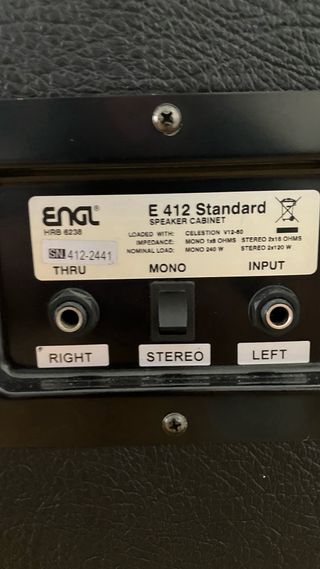 ENGL
HRB 6238
SN 412-2441
E 412 Standard
SPEAKER CABINET
LOADED WITH: CELESTION V12-60
IMPEDANCE: MONO 1x8 OHMS STEREO 2x16 OHMS
NOMINAL LOAD: MONO 240 W STEREO 2x120 W
THRU MONO INPUT
RIGHT STEREO LEFT